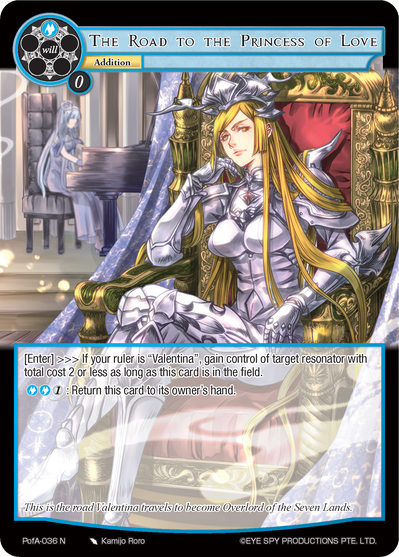 The Road to the Princess of Love
will
0
Addition
[Enter] >>> If your ruler is “Valentina”, gain control of target resonator with
total cost 2 or less as long as this card is in the field.
1 : Return this card to its owner's hand.
This is the road Valentina travels to become Overlord of the Seven Lands.
PofA-036 N Kamijo Roro ©EYE SPY PRODUCTIONS PTE. LTD.